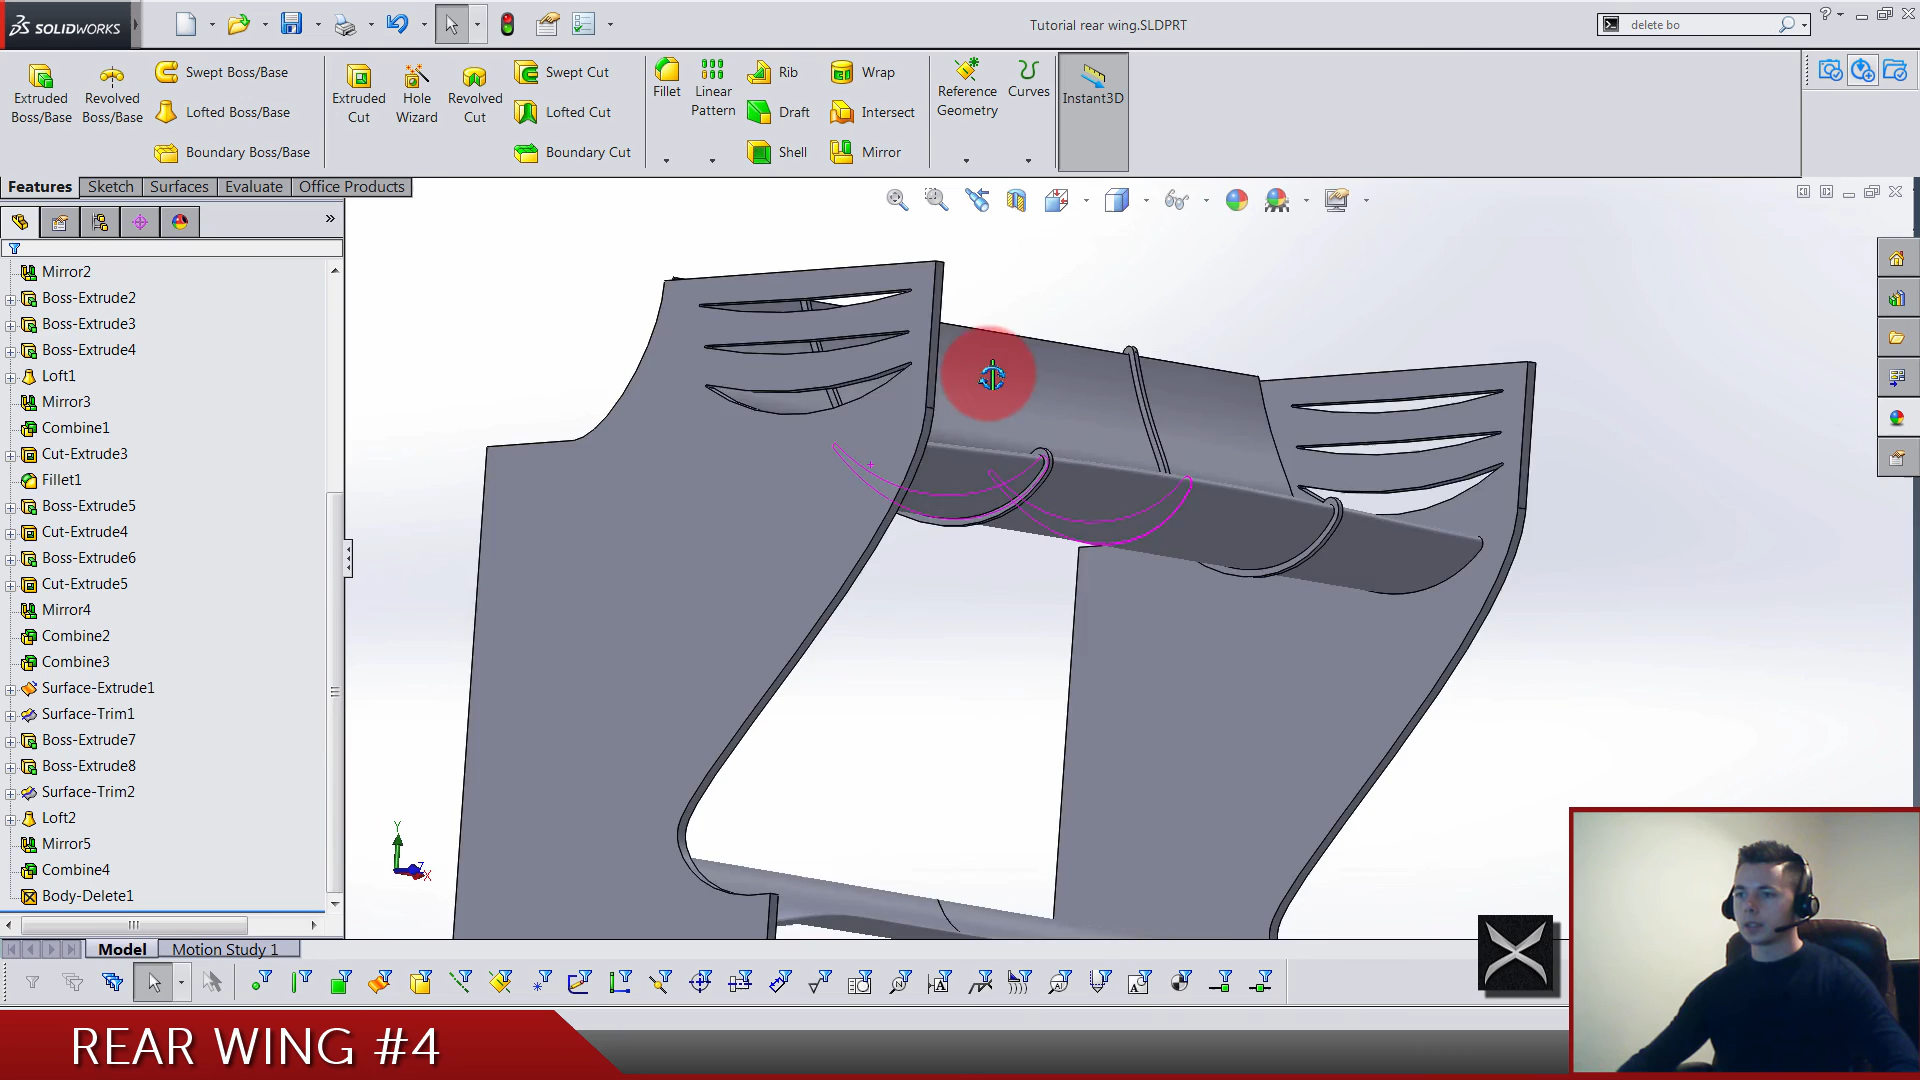 SOLIDWORKS
Tutorial rear wing.SLDPRT
delete bo
Extruded Boss/Base
Revolved Boss/Base
Swept Boss/Base
Lofted Boss/Base
Boundary Boss/Base
Extruded Cut
Hole Wizard
Revolved Cut
Swept Cut
Lofted Cut
Boundary Cut
Fillet
Linear Pattern
Rib
Draft
Shell
Wrap
Intersect
Mirror
Reference Geometry
Curves
Instant3D
Features
Sketch
Surfaces
Evaluate
Office Products
Mirror2
Boss-Extrude2
Boss-Extrude3
Boss-Extrude4
Loft1
Mirror3
Combine1
Cut-Extrude3
Fillet1
Boss-Extrude5
Cut-Extrude4
Boss-Extrude6
Cut-Extrude5
Mirror4
Combine2
Combine3
Surface-Extrude1
Surface-Trim1
Boss-Extrude7
Boss-Extrude8
Surface-Trim2
Loft2
Mirror5
Combine4
Body-Delete1
Y
Z
X
Model
Motion Study 1
REAR WING #4